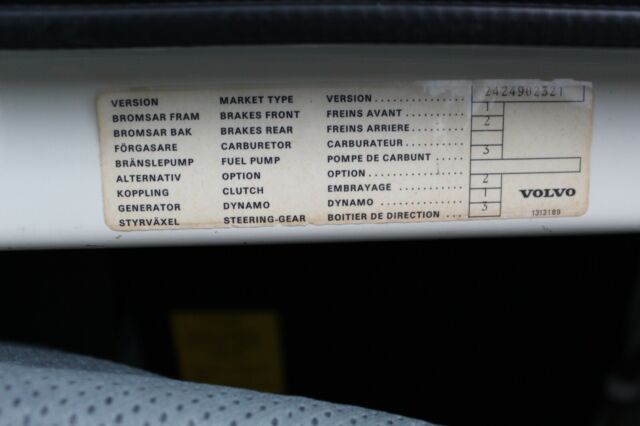 VERSION MARKET TYPE VERSION.................... 2424902321
BROMSAR FRAM BRAKES FRONT FREINS AVANT............. 1
BROMSAR BAK BRAKES REAR FREINS ARRIERE........... 2
FÖRGASARE CARBURETOR CARBURATEUR.............
BRÄNSLEPUMP FUEL PUMP POMPE DE CARBUNT....... 3
ALTERNATIV OPTION OPTION......................
KOPPLING CLUTCH EMBRAYAGE................ 2
GENERATOR DYNAMO DYNAMO.................... 1 VOLVO
STYRVÄXEL STEERING-GEAR BOITIER DE DIRECTION.... 3 1313189